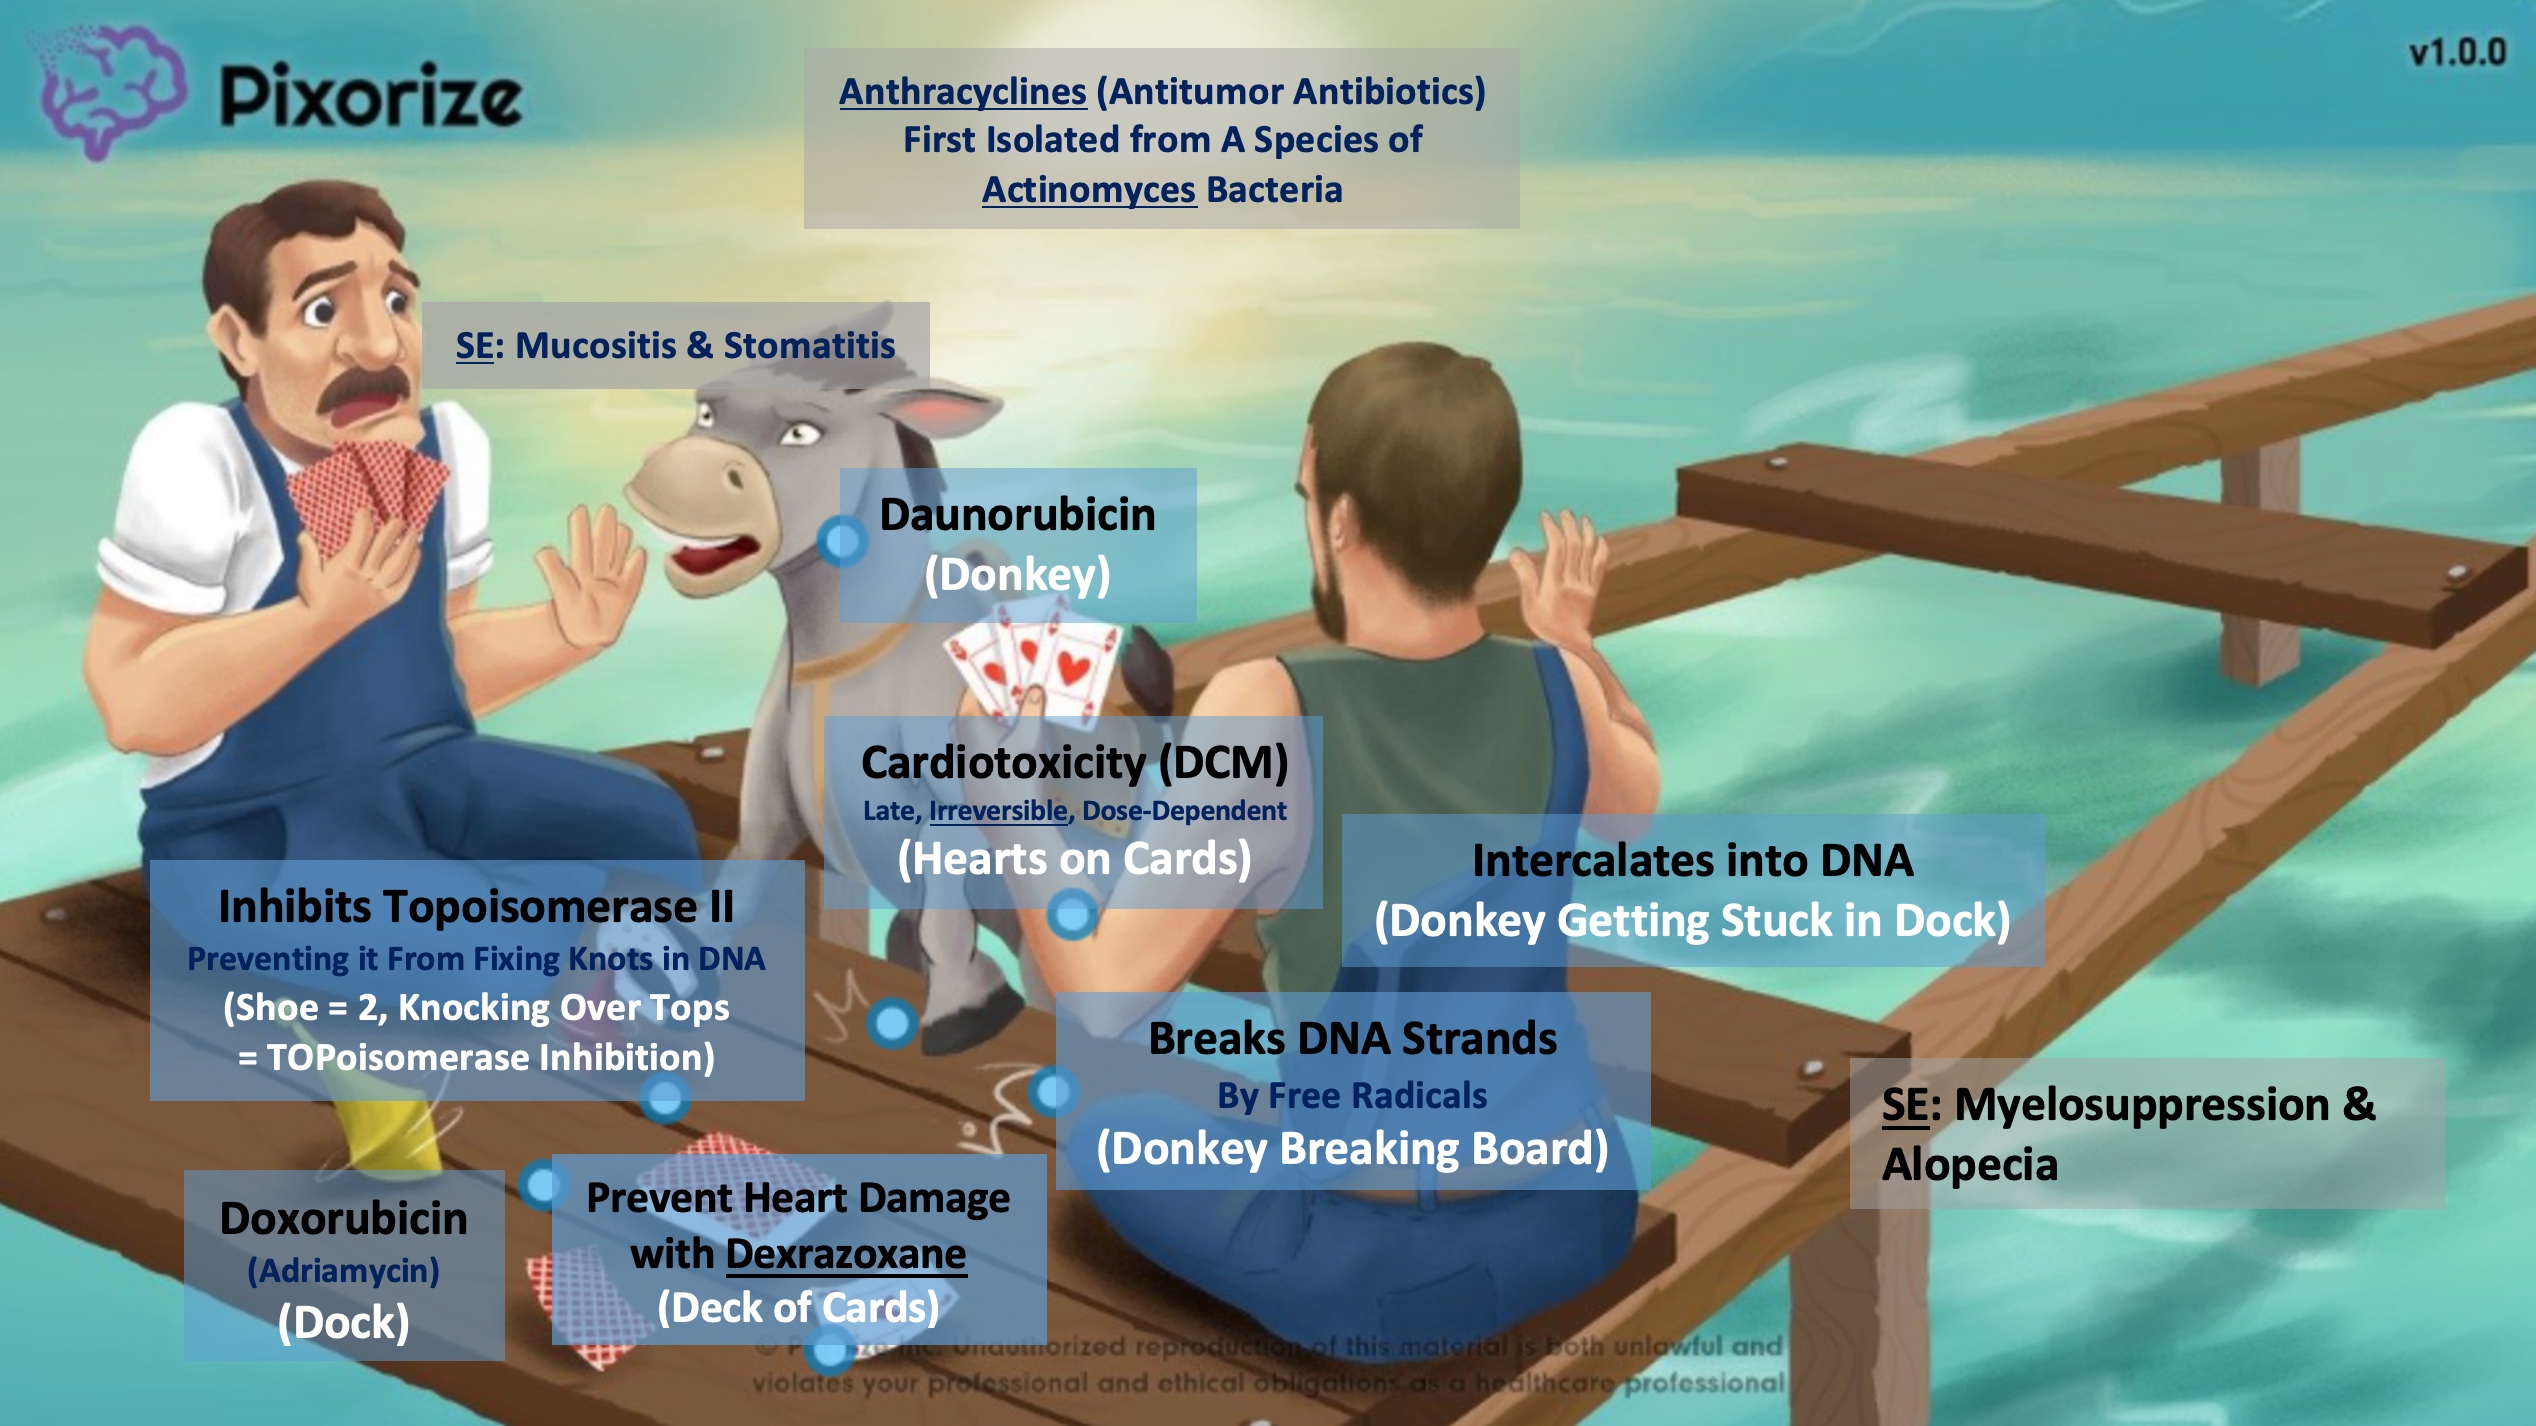 Pixorize
v1.0.0
Anthracyclines (Antitumor Antibiotics)
First Isolated from A Species of
Actinomyces Bacteria
SE: Mucositis & Stomatitis
Daunorubicin
(Donkey)
Cardiotoxicity (DCM)
Late, Irreversible, Dose-Dependent
(Hearts on Cards)
Intercalates into DNA
(Donkey Getting Stuck in Dock)
Inhibits Topoisomerase II
Preventing it From Fixing Knots in DNA
(Shoe = 2, Knocking Over Tops
= TOPoisomerase Inhibition)
Breaks DNA Strands
By Free Radicals
(Donkey Breaking Board)
SE: Myelosuppression &
Alopecia
Doxorubicin
(Adriamycin)
(Dock)
Prevent Heart Damage
with Dexrazoxane
(Deck of Cards)
© Pixorize Inc. Unauthorized reproduction of this material is both unlawful and
violates your professional and ethical obligations as a healthcare professional